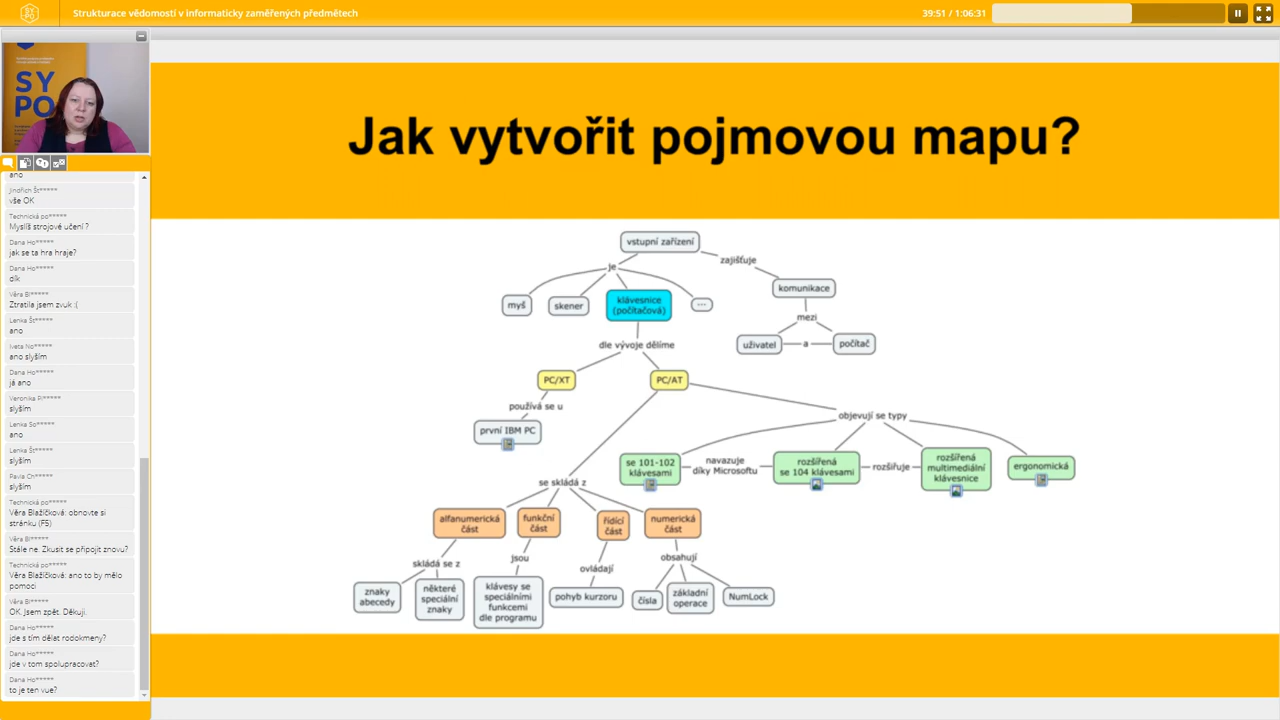 Strukturace vědomostí v informaticky zaměřených předmětech
39:51 / 1:06:31
SY
PO
SY
PO
ano
Jindřich Št*****
vše OK
Technická po*****
Myslíš strojové učení ?
Dana Ho*****
jak se ta hra hraje?
Dana Ho*****
dík
Věra Bl*****
Ztratila jsem zvuk :(
Lenka Št*****
ano
Iveta No*****
ano slyším
Dana Ho*****
já ano
Veronika Pi*****
slyším
Lenka So*****
ano
Lenka Št*****
slyším
Pavla Ch*****
slyším
Technická po*****
Věra Blažíčková: obnovte si
stránku (F5)
Věra Bl*****
Stále ne. Zkusit se připojit znovu?
Technická po*****
Věra Blažíčková: ano to by mělo
pomoci
Věra Bl*****
OK. Jsem zpět. Děkuji.
Dana Ho*****
jde s tím dělat rodokmeny?
Dana Ho*****
jde v tom spolupracovat?
Dana Ho*****
to je ten vue?
Jak vytvořit pojmovou mapu?
vstupní zařízení
je
zajišťuje
myš
skener
klávesnice
(počítačová)
...
komunikace
mezi
uživatel
a
počítač
dle vývoje dělíme
PC/XT
PC/AT
používá se u
první IBM PC
objevují se typy
se 101-102
klávesami
navazuje
díky Microsoftu
rozšířená
se 104 klávesami
rozšiřuje
rozšířená
multimediální
klávesnice
ergonomická
se skládá z
alfanumerická
část
funkční
část
řídící
část
numerická
část
skládá se z
jsou
ovládají
obsahují
znaky
abecedy
některé
speciální
znaky
klávesy se
speciálními
funkcemi
dle programu
pohyb kurzoru
čísla
základní
operace
NumLock